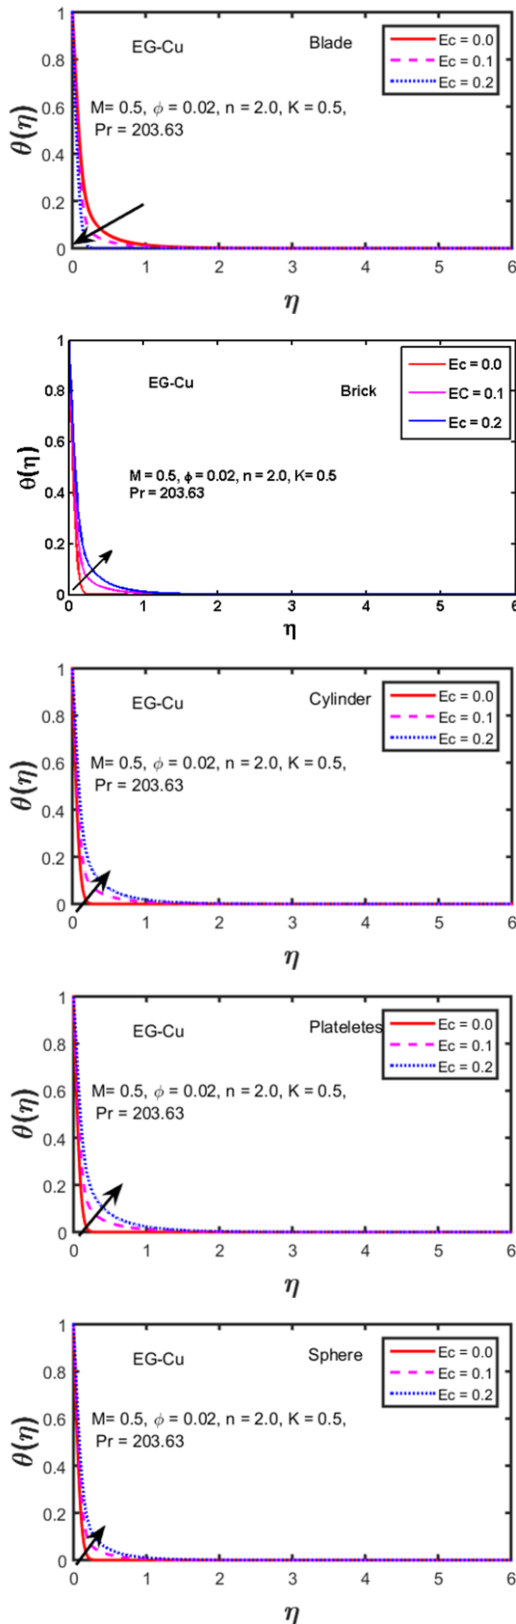 EG-Cu
Blade
Ec = 0.0
Ec = 0.1
Ec = 0.2
M= 0.5, ϕ = 0.02, n = 2.0, K = 0.5,
Pr = 203.63
θ(η)
1
0.8
0.6
0.4
0.2
0
0 1 2 3 4 5 6
η
EG-Cu
Brick
Ec = 0.0
EC = 0.1
Ec = 0.2
M = 0.5, ϕ = 0.02, n = 2.0, K= 0.5
Pr = 203.63
θ(η)
1
0.8
0.6
0.4
0.2
0
0 1 2 3 4 5 6
η
EG-Cu
Cylinder
Ec = 0.0
Ec = 0.1
Ec = 0.2
M= 0.5, ϕ = 0.02, n = 2.0, K = 0.5,
Pr = 203.63
θ(η)
1
0.8
0.6
0.4
0.2
0
0 1 2 3 4 5 6
η
EG-Cu
Plateletes
Ec = 0.0
Ec = 0.1
Ec = 0.2
M= 0.5, ϕ = 0.02, n = 2.0, K = 0.5,
Pr = 203.63
θ(η)
1
0.8
0.6
0.4
0.2
0
0 1 2 3 4 5 6
η
EG-Cu
Sphere
Ec = 0.0
Ec = 0.1
Ec = 0.2
M= 0.5, ϕ = 0.02, n = 2.0, K = 0.5,
Pr = 203.63
θ(η)
1
0.8
0.6
0.4
0.2
0
0 1 2 3 4 5 6
η